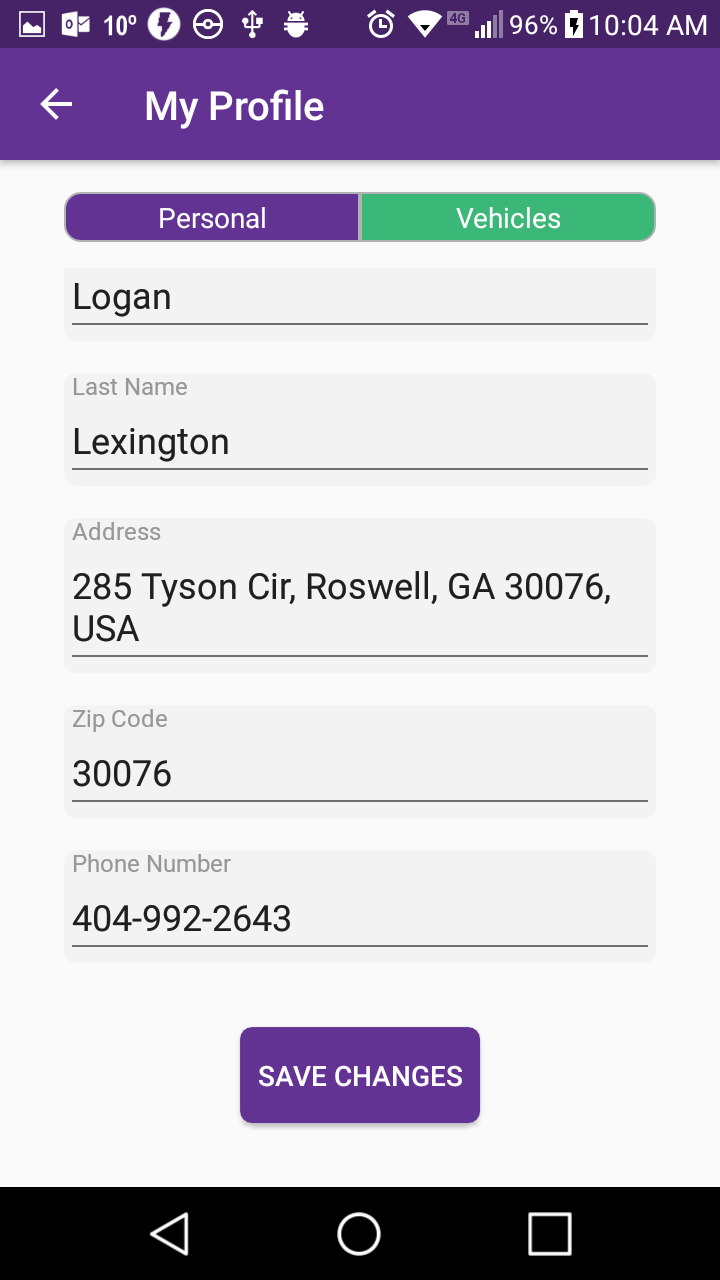 10° 4G 96% 10:04 AM
My Profile
Personal Vehicles
Logan
Last Name
Lexington
Address
285 Tyson Cir, Roswell, GA 30076,
USA
Zip Code
30076
Phone Number
404-992-2643
SAVE CHANGES